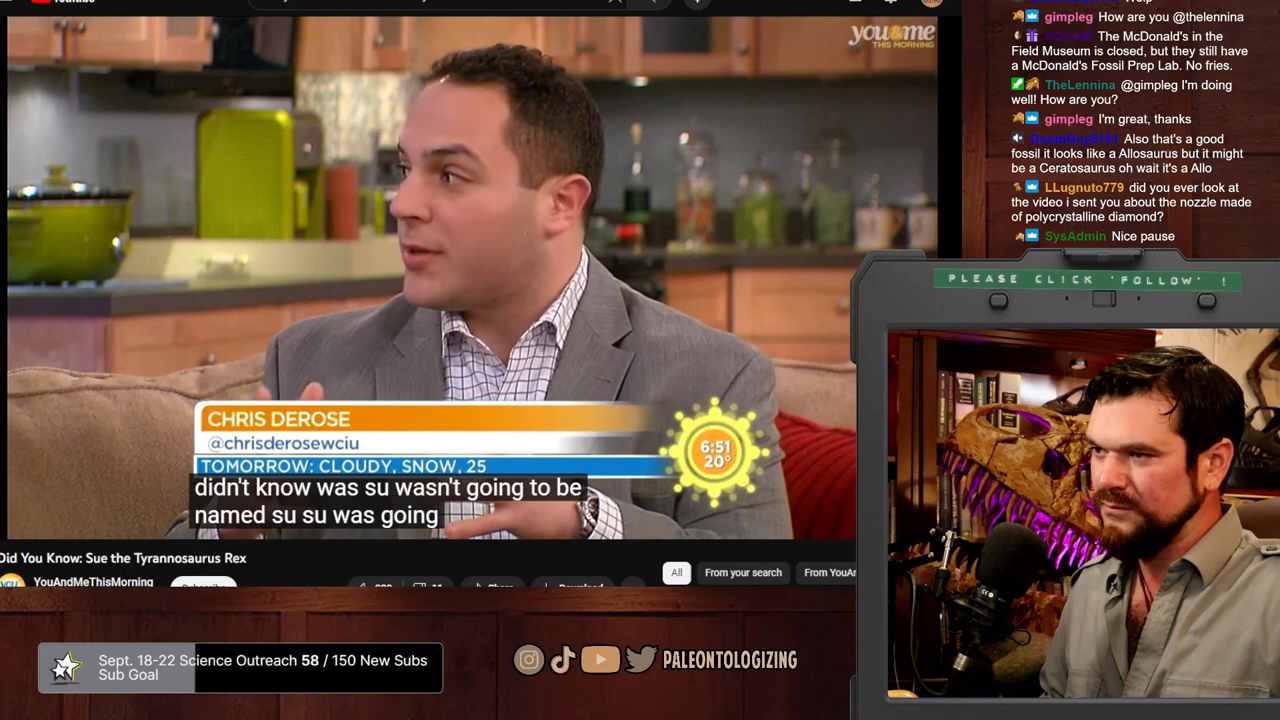 you&me
THIS MORNING
CHRIS DEROSE
@chrisderosewciu
TOMORROW: CLOUDY, SNOW, 25
6:51
20°
didn't know was su wasn't going to be
named su su was going
Did You Know: Sue the Tyrannosaurus Rex
YouAndMeThisMorning
Subscribe
Share
Download
All
From your search
gimpleg How are you @thelennina
The McDonald's in the
Field Museum is closed, but they still have
a McDonald's Fossil Prep Lab. No fries.
TheLennina @gimpleg I'm doing
well! How are you?
gimpleg I'm great, thanks
DoomGuy8181 Also that's a good
fossil it looks like a Allosaurus but it might
be a Ceratosaurus oh wait it's a Allo
LLugnuto779 did you ever look at
the video i sent you about the nozzle made
of polycrystalline diamond?
SysAdmin Nice pause
PLEASE CLICK 'FOLLOW' !
Sept. 18-22 Science Outreach 58 / 150 New Subs
Sub Goal
PALEONTOLOGIZING